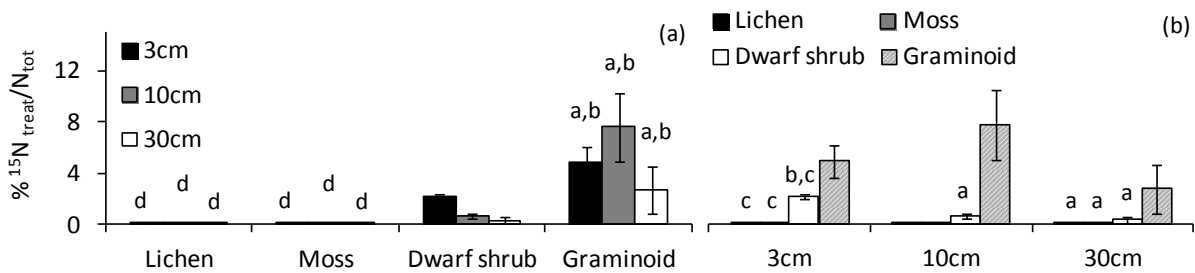 % ¹⁵N treat/N tot
12
8
4
0
3cm
10cm
30cm
(a)
d d d
d d d
a,b a,b a,b
Lichen Moss Dwarf shrub Graminoid
Lichen Moss
Dwarf shrub Graminoid
(b)
c c b,c
a
a a a
3cm 10cm 30cm